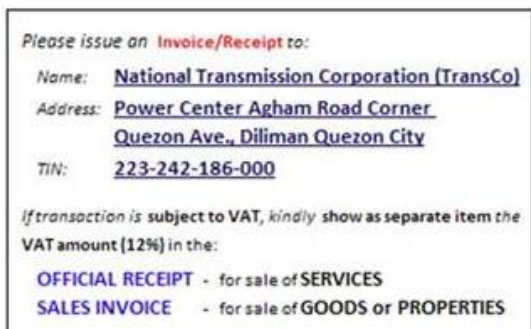 Please issue an Invoice/Receipt to:
Name: National Transmission Corporation (TransCo)
Address: Power Center Agham Road Corner
Quezon Ave., Diliman Quezon City
TIN: 223-242-186-000
If transaction is subject to VAT, kindly show as separate item the
VAT amount (12%) in the:
OFFICIAL RECEIPT - for sale of SERVICES
SALES INVOICE - for sale of GOODS or PROPERTIES